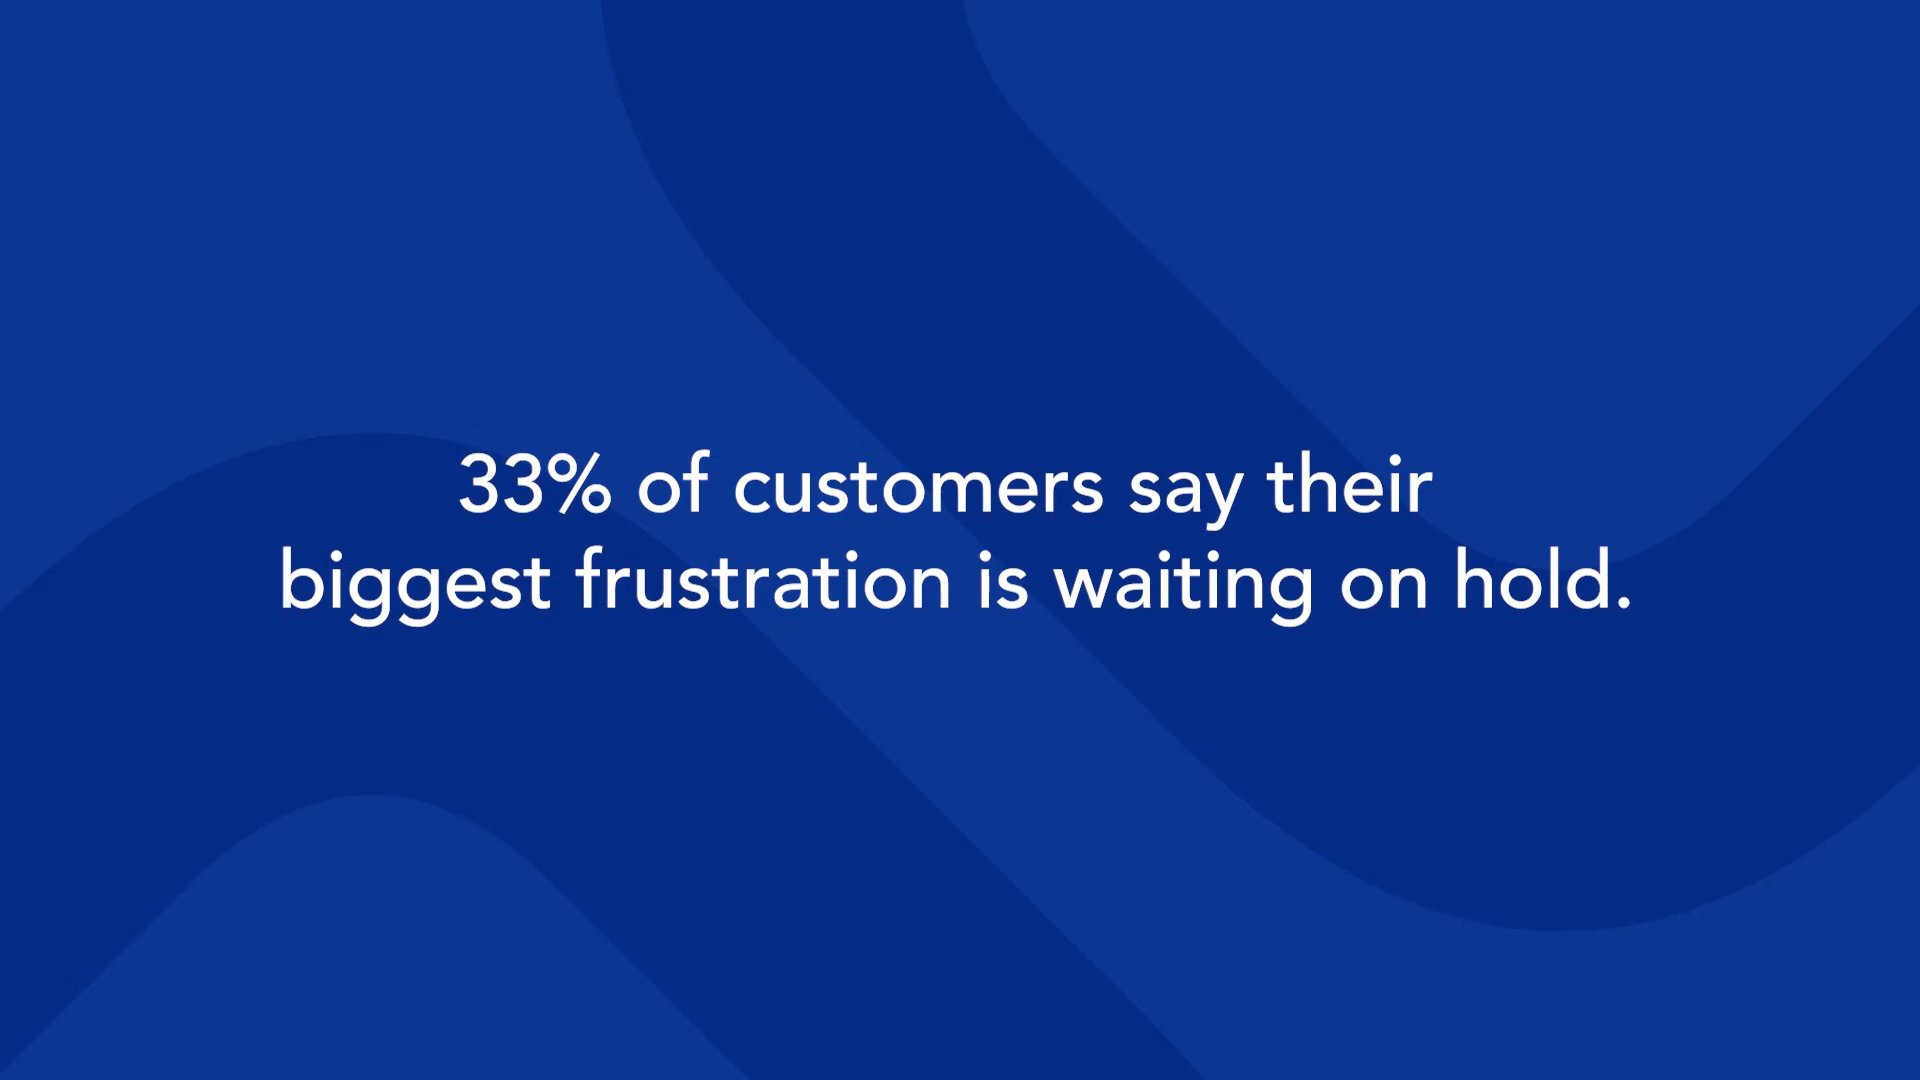 33% of customers say their
biggest frustration is waiting on hold.